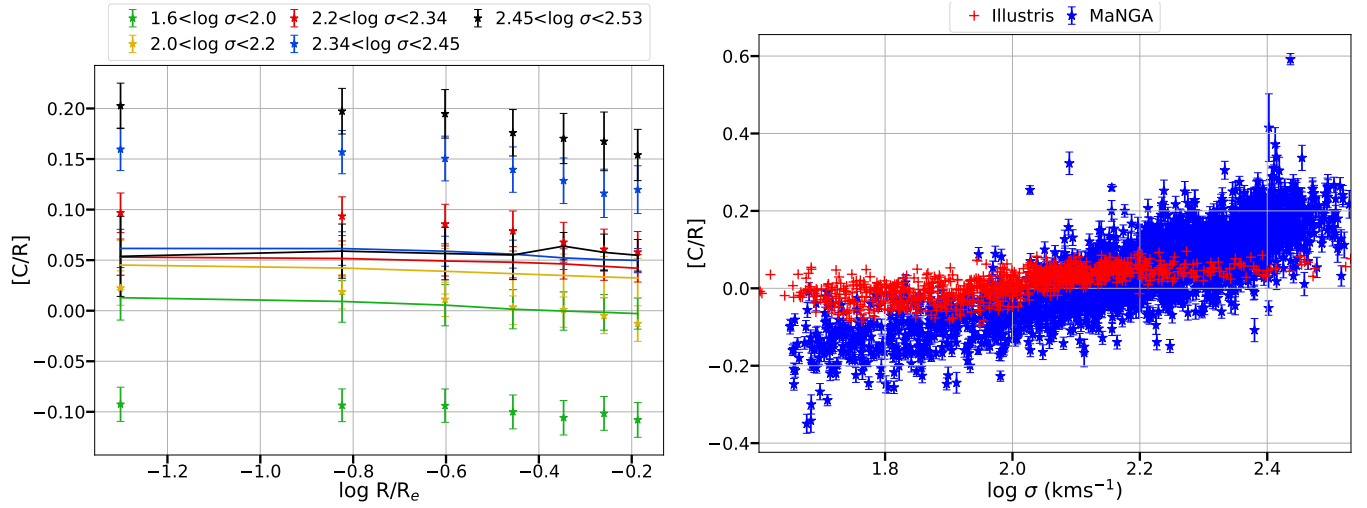 1.6<log σ<2.0 2.2<log σ<2.34 2.45<log σ<2.53
2.0<log σ<2.2 2.34<log σ<2.45
[C/R]
0.20
0.15
0.10
0.05
0.00
−0.05
−0.10
−1.2 −1.0 −0.8 −0.6 −0.4 −0.2
log R/Re
Illustris MaNGA
[C/R]
0.6
0.4
0.2
0.0
−0.2
−0.4
1.8 2.0 2.2 2.4
log σ (kms⁻¹)